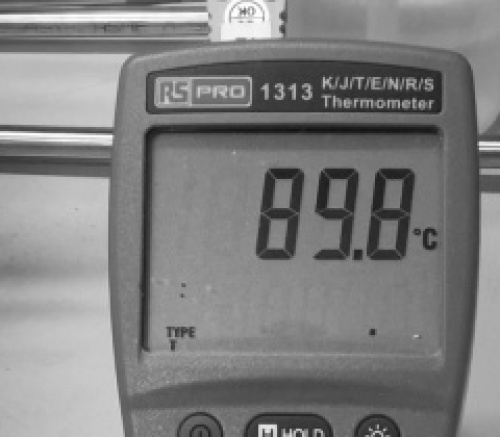 RS PRO 1313 K/J/T/E/N/R/S
Thermometer
89.8 °C
TYPE
T
H HOLD